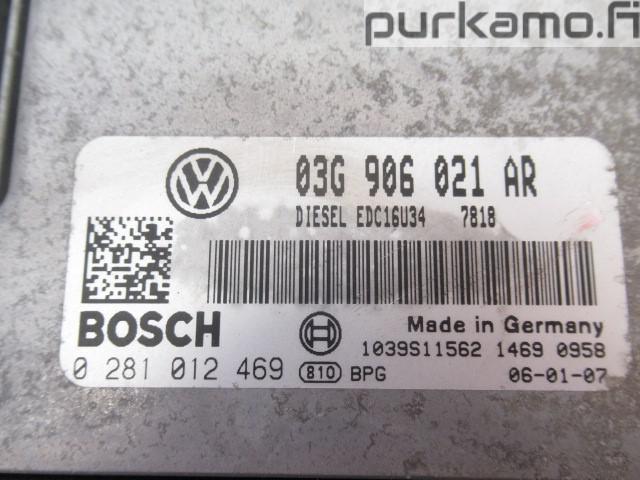 purkamo.fi
03G 906 021 AR
DIESEL EDC16U34 7818
BOSCH
Made in Germany
1039S11562 1469 0958
0 281 012 469
810 BPG
06-01-07